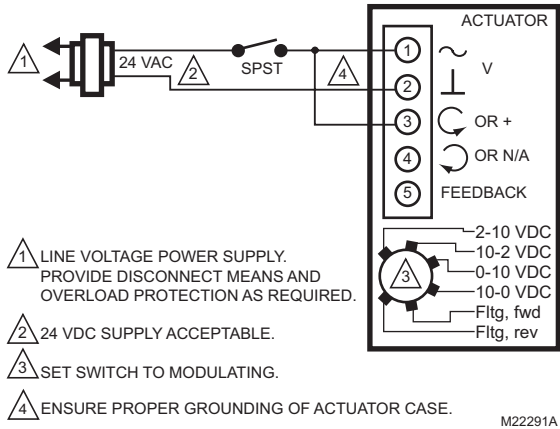 ACTUATOR
1
24 VAC
2
SPST
4
1
V
2
3
OR +
4
OR N/A
5
FEEDBACK
2-10 VDC
10-2 VDC
0-10 VDC
10-0 VDC
Fltg, fwd
Fltg, rev
3
1 LINE VOLTAGE POWER SUPPLY.
PROVIDE DISCONNECT MEANS AND
OVERLOAD PROTECTION AS REQUIRED.
2 24 VDC SUPPLY ACCEPTABLE.
3 SET SWITCH TO MODULATING.
4 ENSURE PROPER GROUNDING OF ACTUATOR CASE.
M22291A